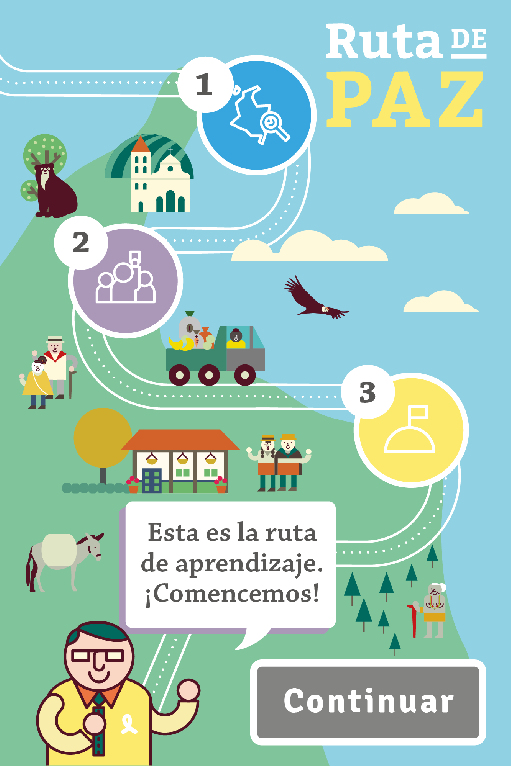 Ruta DE
PAZ
1
2
3
Esta es la ruta
de aprendizaje.
¡Comencemos!
Continuar